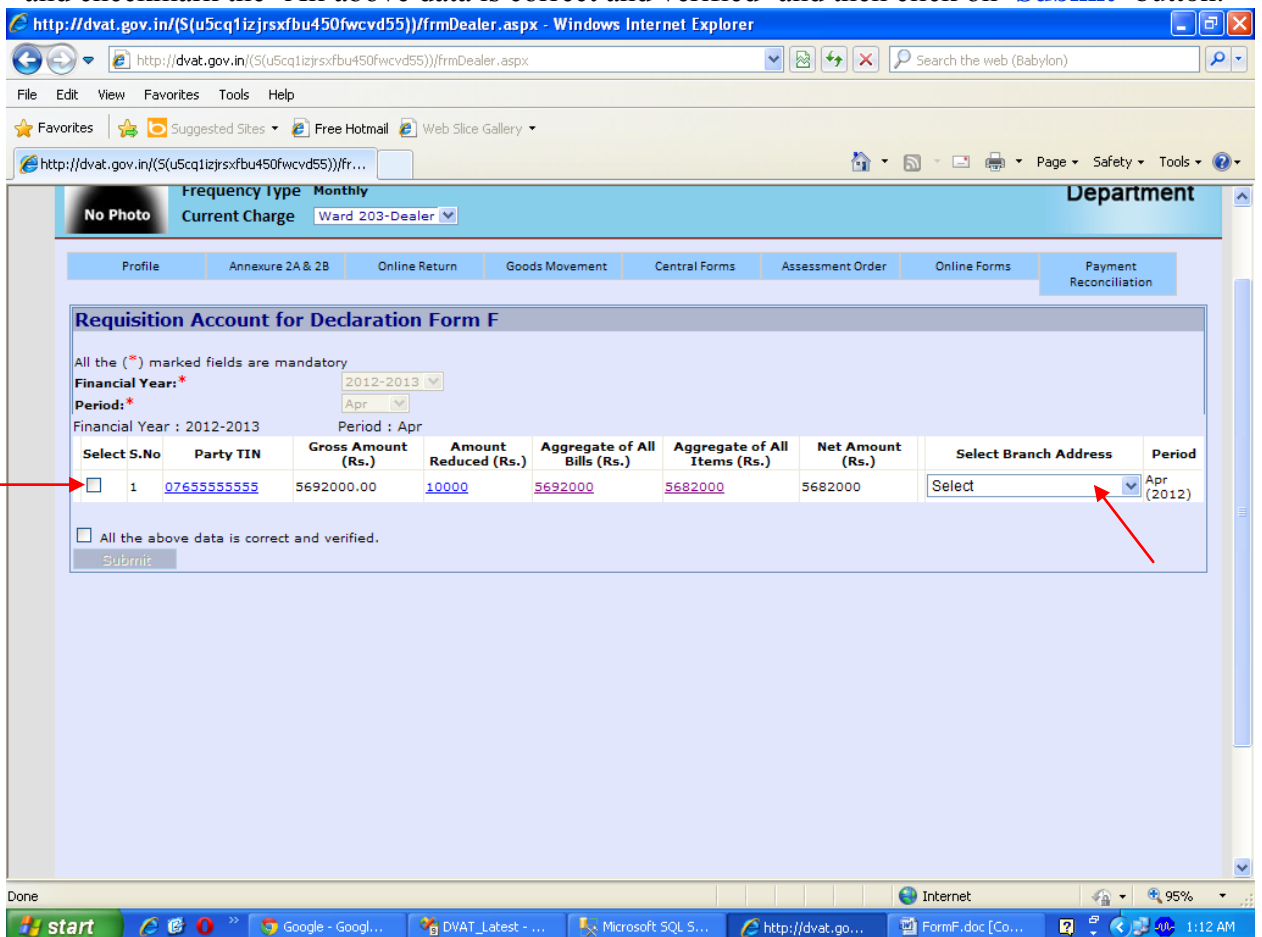 and checkmark the "All above data is correct and verified" and then click on "Submit" button.
http://dvat.gov.in/(S(u5cq1izjrsxfbu450fwcvd55))/frmDealer.aspx - Windows Internet Explorer
http://dvat.gov.in/(S(u5cq1izjrsxfbu450fwcvd55))/frmDealer.aspx
Search the web (Babylon)
File Edit View Favorites Tools Help
Favorites Suggested Sites Free Hotmail Web Slice Gallery
http://dvat.gov.in/(S(u5cq1izjrsxfbu450fwcvd55))/fr... Page Safety Tools
Frequency Type Monthly Department
No Photo Current Charge Ward 203-Dealer
Profile Annexure 2A & 2B Online Return Goods Movement Central Forms Assessment Order Online Forms Payment Reconciliation
Requisition Account for Declaration Form F
All the (*) marked fields are mandatory
Financial Year:* 2012-2013
Period:* Apr
Financial Year : 2012-2013 Period : Apr
Select S.No Party TIN Gross Amount (Rs.) Amount Reduced (Rs.) Aggregate of All Bills (Rs.) Aggregate of All Items (Rs.) Net Amount (Rs.) Select Branch Address Period
1 07655555555 5692000.00 10000 5692000 5682000 5682000 Select Apr (2012)
All the above data is correct and verified.
Submit
Done Internet 95%
start Google - Googl... DVAT_Latest - ... Microsoft SQL S... http://dvat.go... FormF.doc [Co... 1:12 AM